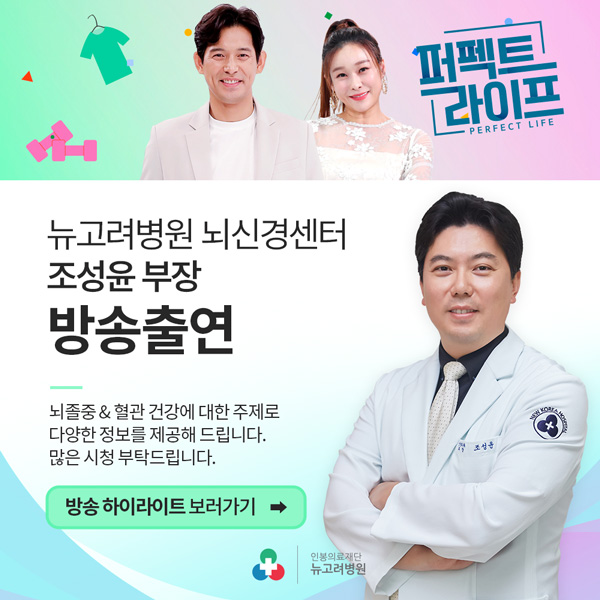 퍼펙트
라이프
PERFECT LIFE
뉴고려병원 뇌신경센터
조성윤 부장
방송출연
뇌졸중 & 혈관 건강에 대한 주제로
다양한 정보를 제공해 드립니다.
많은 시청 부탁드립니다.
방송 하이라이트 보러가기
NEW KOREA HOSPITAL
조성윤
인봉의료재단
뉴고려병원